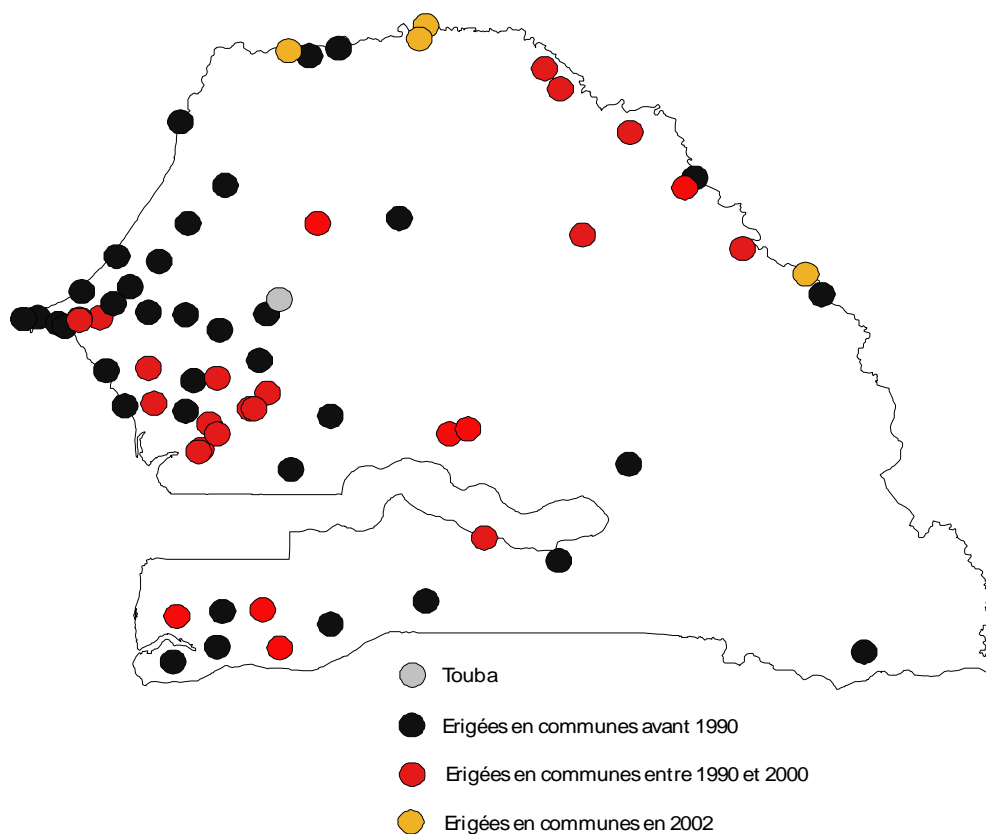 Touba
Erigées en communes avant 1990
Erigées en communes entre 1990 et 2000
Erigées en communes en 2002